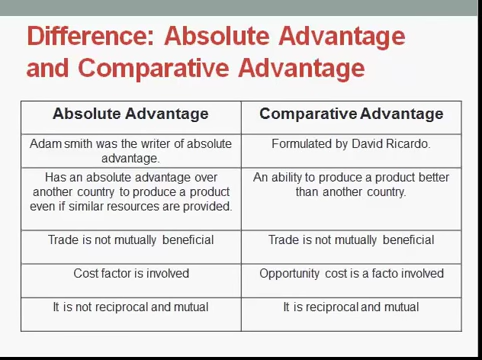 Difference: Absolute Advantage
and Comparative Advantage
Absolute Advantage
Comparative Advantage
Adam smith was the writer of absolute
advantage.
Formulated by David Ricardo.
Has an absolute advantage over
another country to produce a product
even if similar resources are provided.
An ability to produce a product better
than another country.
Trade is not mutually beneficial
Trade is not mutually beneficial
Cost factor is involved
Opportunity cost is a facto involved
It is not reciprocal and mutual
It is reciprocal and mutual